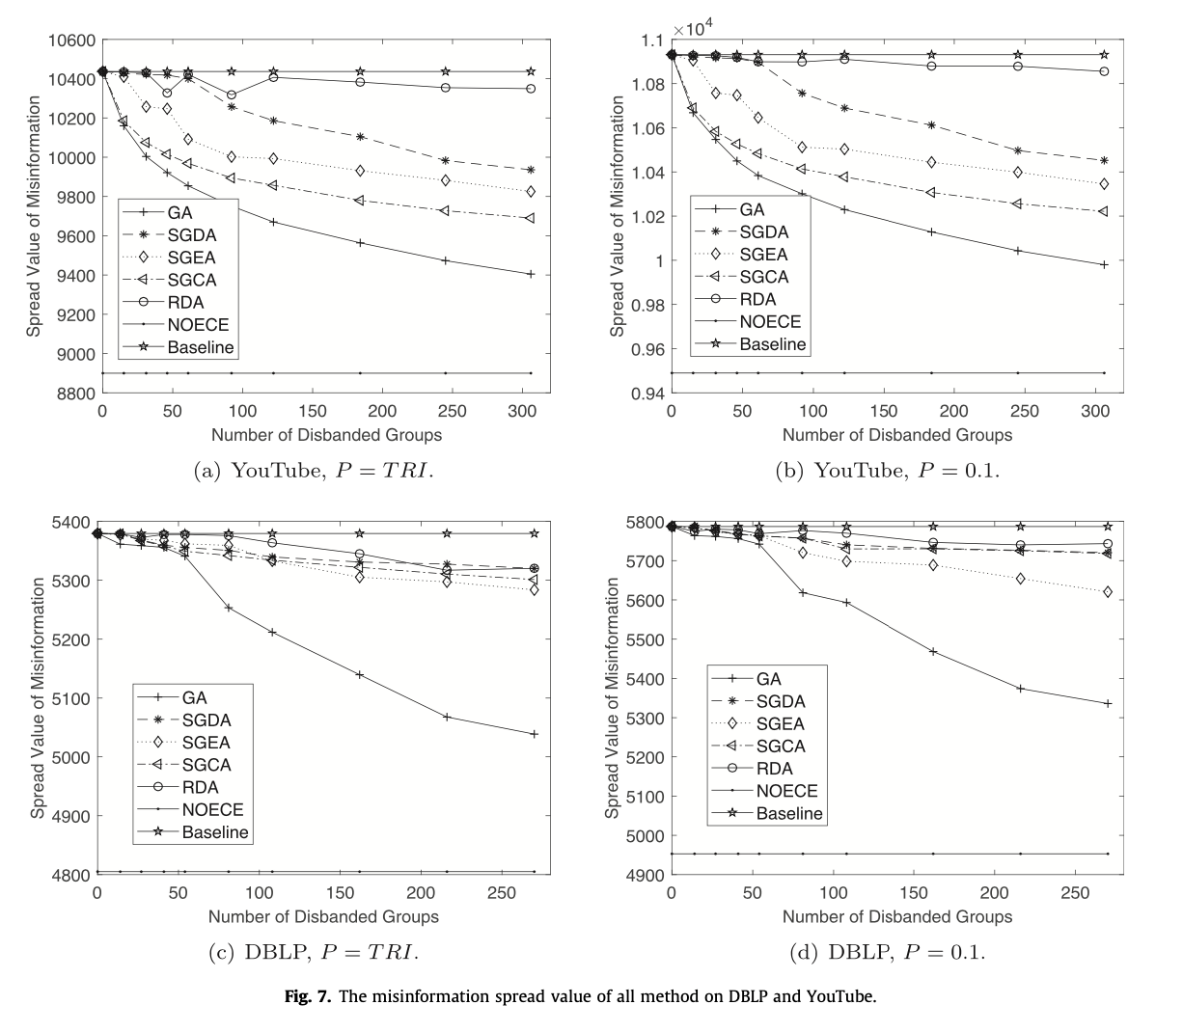 10600
10400
10200
10000
9800
9600
9400
9200
9000
8800
Spread Value of Misinformation
GA
SGDA
SGEA
SGCA
RDA
NOECE
Baseline
0 50 100 150 200 250 300
Number of Disbanded Groups
(a) YouTube, P = TRI.
×10⁴
1.1
1.08
1.06
1.04
1.02
1
0.98
0.96
0.94
Spread Value of Misinformation
GA
SGDA
SGEA
SGCA
RDA
NOECE
Baseline
0 50 100 150 200 250 300
Number of Disbanded Groups
(b) YouTube, P = 0.1.
5400
5300
5200
5100
5000
4900
4800
Spread Value of Misinformation
GA
SGDA
SGEA
SGCA
RDA
NOECE
Baseline
0 50 100 150 200 250
Number of Disbanded Groups
(c) DBLP, P = TRI.
5800
5700
5600
5500
5400
5300
5200
5100
5000
4900
Spread Value of Misinformation
GA
SGDA
SGEA
SGCA
RDA
NOECE
Baseline
0 50 100 150 200 250
Number of Disbanded Groups
(d) DBLP, P = 0.1.
Fig. 7. The misinformation spread value of all method on DBLP and YouTube.